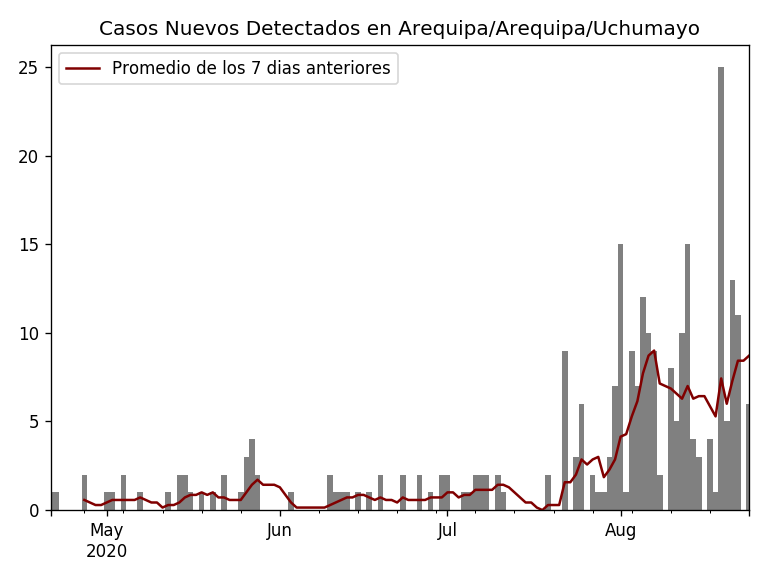 Casos Nuevos Detectados en Arequipa/Arequipa/Uchumayo
Promedio de los 7 dias anteriores
25
20
15
10
5
0
May
2020
Jun
Jul
Aug